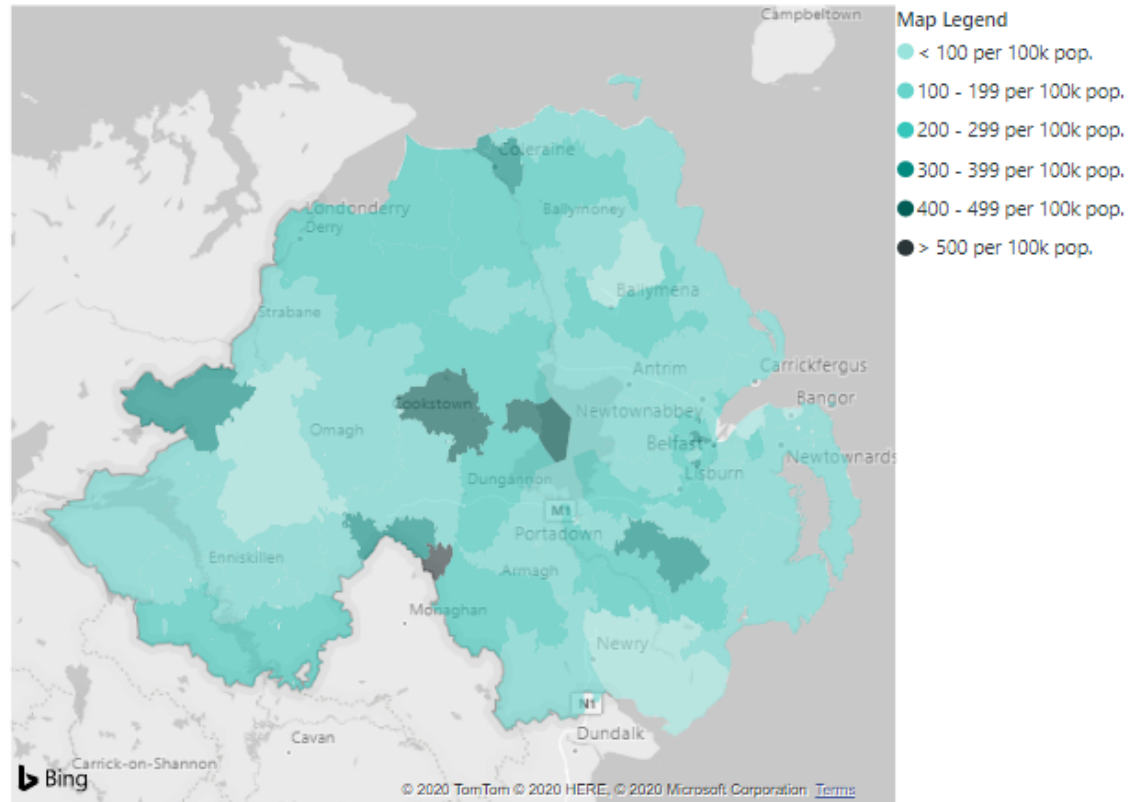 Campbeltown
Map Legend
< 100 per 100k pop.
100 - 199 per 100k pop.
200 - 299 per 100k pop.
300 - 399 per 100k pop.
400 - 499 per 100k pop.
> 500 per 100k pop.
Coleraine
Londonderry
Derry
Ballymoney
Ballymena
Strabane
Antrim
Carrickfergus
Bangor
Cookstown
Newtownabbey
Omagh
Belfast
Newtownards
Lisburn
Dungannon
M1
Portadown
Enniskillen
Armagh
Monaghan
Newry
N1
Dundalk
Cavan
Carrick-on-Shannon
Bing
© 2020 TomTom © 2020 HERE, © 2020 Microsoft Corporation Terms